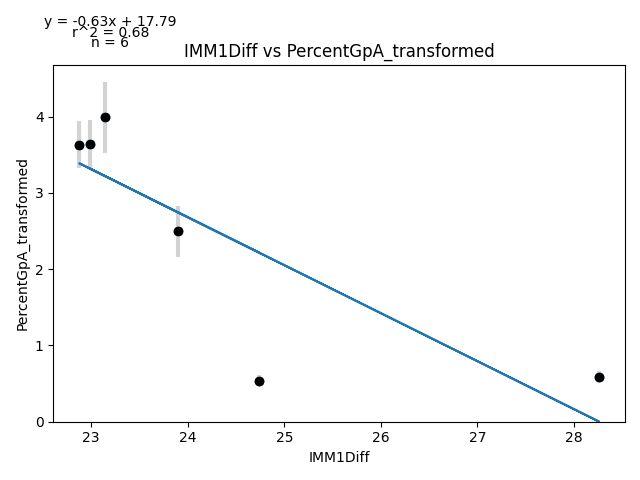 y = -0.63x + 17.79
r^2 = 0.68
n = 6
IMM1Diff vs PercentGpA_transformed
PercentGpA_transformed
4
3
2
1
0
23 24 25 26 27 28
IMM1Diff